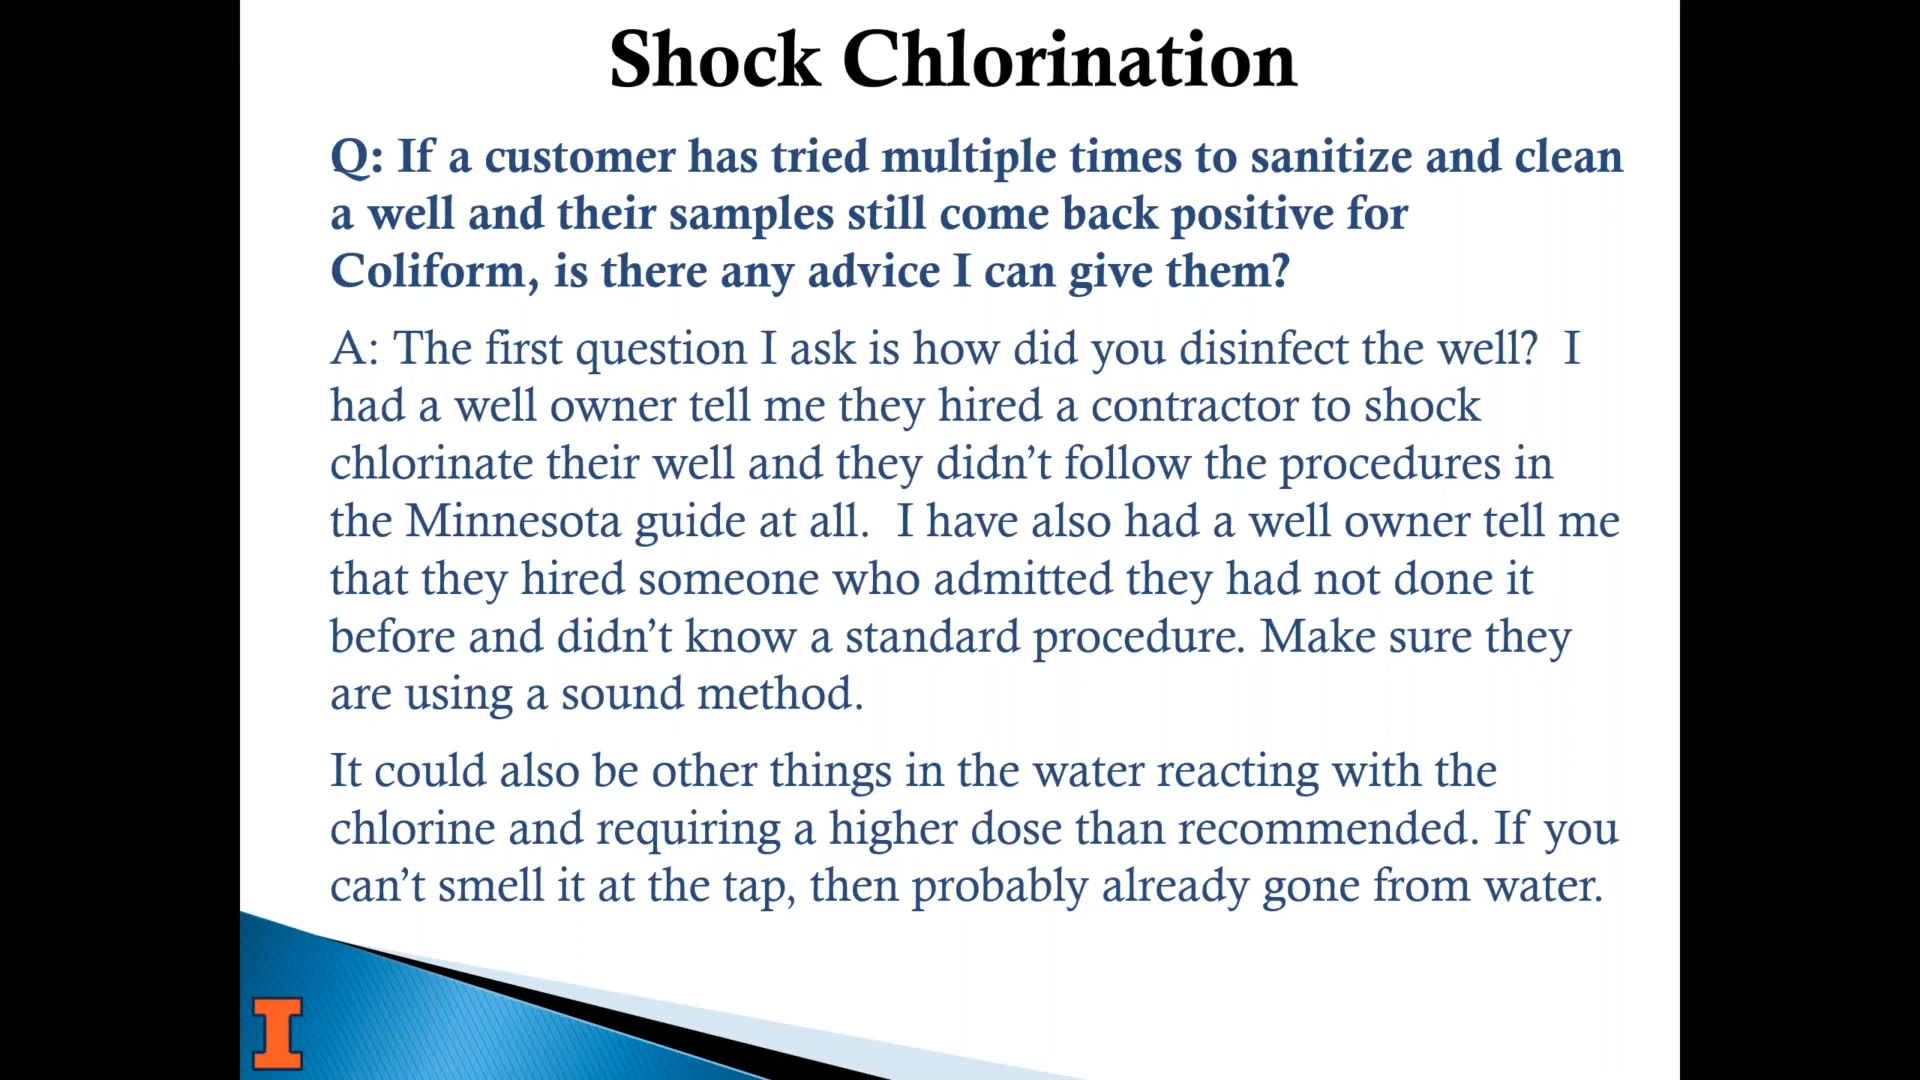 Shock Chlorination
Q: If a customer has tried multiple times to sanitize and clean
a well and their samples still come back positive for
Coliform, is there any advice I can give them?
A: The first question I ask is how did you disinfect the well?  I
had a well owner tell me they hired a contractor to shock
chlorinate their well and they didn’t follow the procedures in
the Minnesota guide at all.  I have also had a well owner tell me
that they hired someone who admitted they had not done it
before and didn’t know a standard procedure. Make sure they
are using a sound method.
It could also be other things in the water reacting with the
chlorine and requiring a higher dose than recommended. If you
can’t smell it at the tap, then probably already gone from water.
I